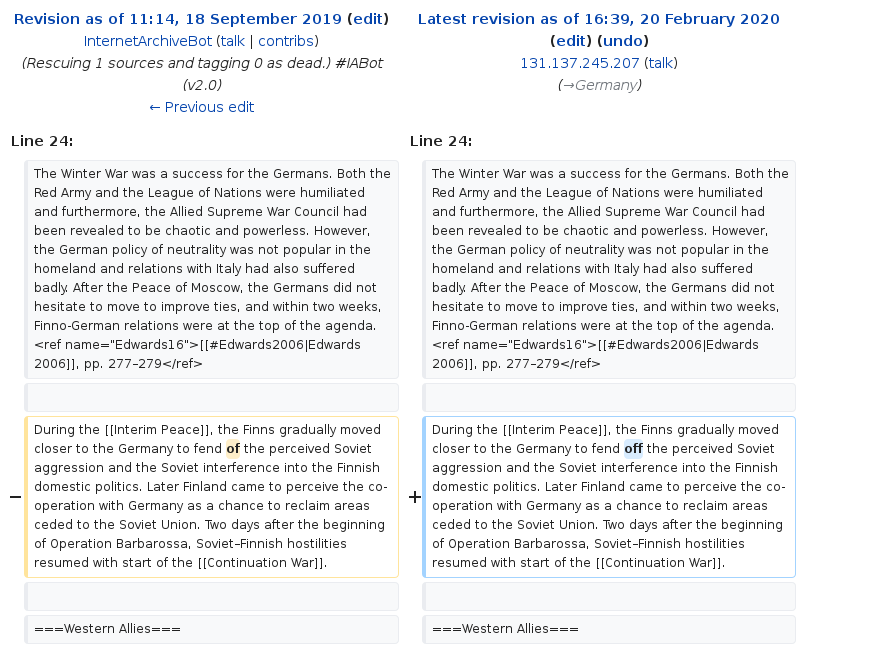 Revision as of 11:14, 18 September 2019 (edit)
InternetArchiveBot (talk | contribs)
(Rescuing 1 sources and tagging 0 as dead.) #IABot
(v2.0)
← Previous edit
Latest revision as of 16:39, 20 February 2020
(edit) (undo)
131.137.245.207 (talk)
(→Germany)
Line 24:
Line 24:
The Winter War was a success for the Germans. Both the
Red Army and the League of Nations were humiliated
and furthermore, the Allied Supreme War Council had
been revealed to be chaotic and powerless. However,
the German policy of neutrality was not popular in the
homeland and relations with Italy had also suffered
badly. After the Peace of Moscow, the Germans did not
hesitate to move to improve ties, and within two weeks,
Finno-German relations were at the top of the agenda.
<ref name="Edwards16">[[#Edwards2006|Edwards
2006]], pp. 277–279</ref>
The Winter War was a success for the Germans. Both the
Red Army and the League of Nations were humiliated
and furthermore, the Allied Supreme War Council had
been revealed to be chaotic and powerless. However,
the German policy of neutrality was not popular in the
homeland and relations with Italy had also suffered
badly. After the Peace of Moscow, the Germans did not
hesitate to move to improve ties, and within two weeks,
Finno-German relations were at the top of the agenda.
<ref name="Edwards16">[[#Edwards2006|Edwards
2006]], pp. 277–279</ref>
−
During the [[Interim Peace]], the Finns gradually moved
closer to the Germany to fend of the perceived Soviet
aggression and the Soviet interference into the Finnish
domestic politics. Later Finland came to perceive the co-
operation with Germany as a chance to reclaim areas
ceded to the Soviet Union. Two days after the beginning
of Operation Barbarossa, Soviet–Finnish hostilities
resumed with start of the [[Continuation War]].
+
During the [[Interim Peace]], the Finns gradually moved
closer to the Germany to fend off the perceived Soviet
aggression and the Soviet interference into the Finnish
domestic politics. Later Finland came to perceive the co-
operation with Germany as a chance to reclaim areas
ceded to the Soviet Union. Two days after the beginning
of Operation Barbarossa, Soviet–Finnish hostilities
resumed with start of the [[Continuation War]].
===Western Allies===
===Western Allies===